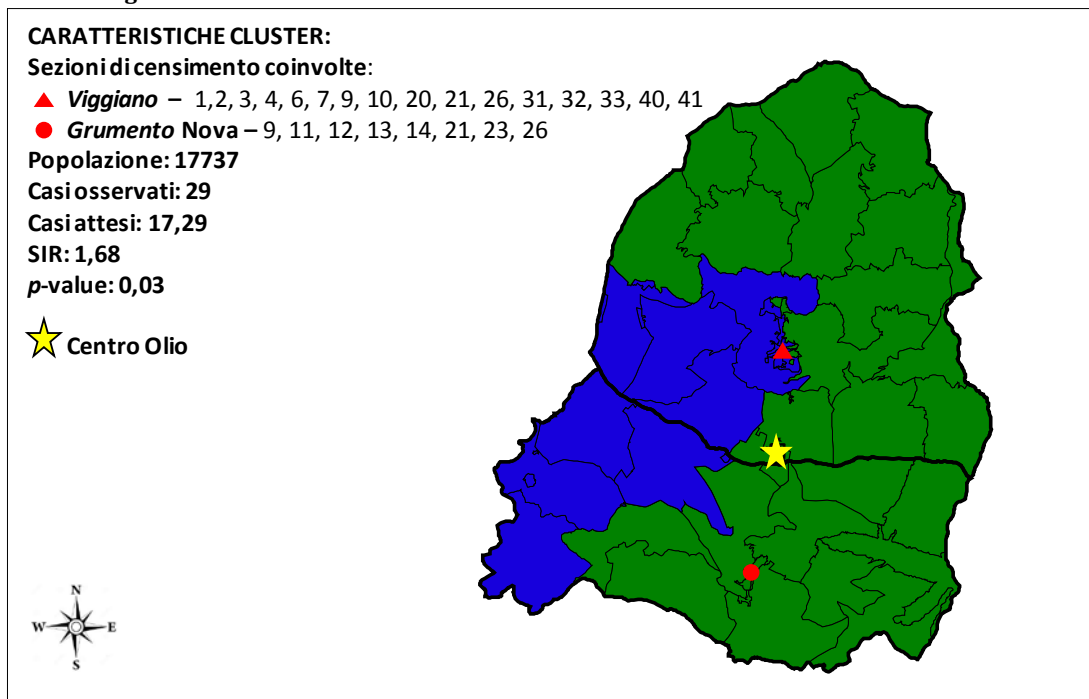 CARATTERISTICHE CLUSTER:
Sezioni di censimento coinvolte:
Viggiano – 1,2, 3, 4, 6, 7, 9, 10, 20, 21, 26, 31, 32, 33, 40, 41
Grumento Nova – 9, 11, 12, 13, 14, 21, 23, 26
Popolazione: 17737
Casi osservati: 29
Casi attesi: 17,29
SIR: 1,68
p-value: 0,03
Centro Olio
N
W E
S